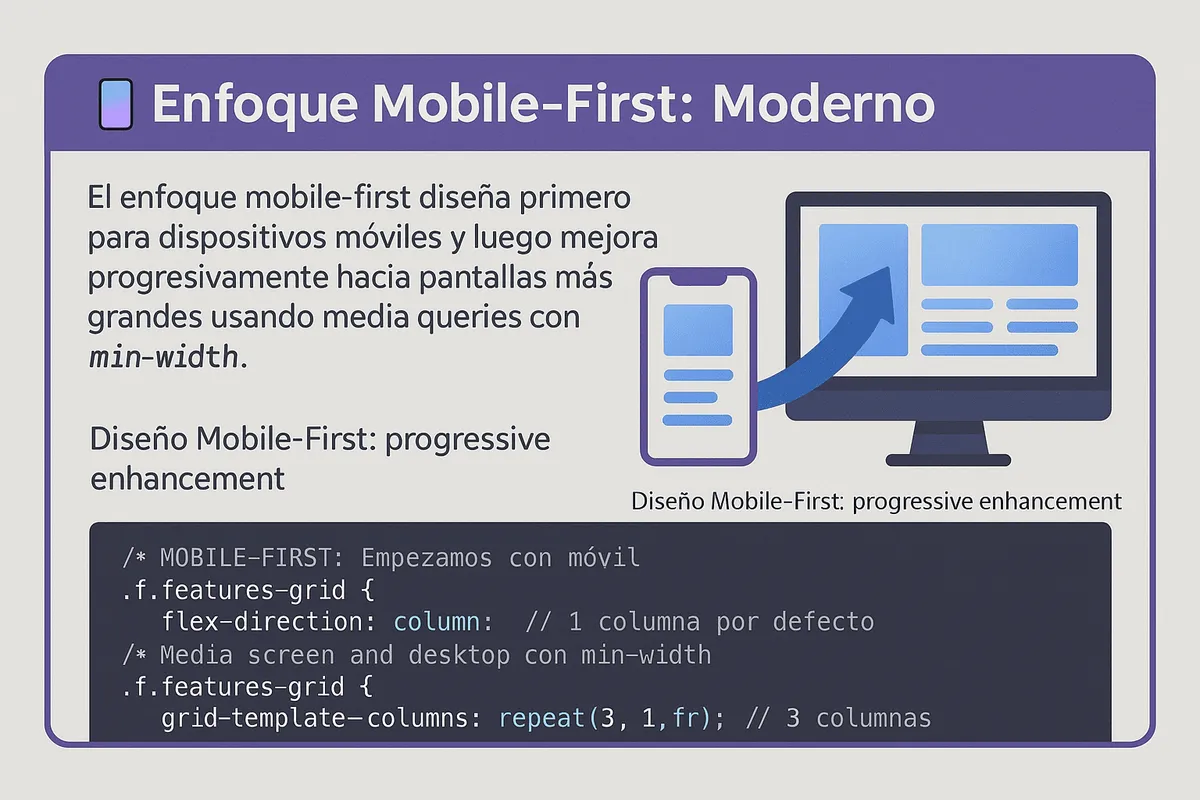 Enfoque Mobile-First: Moderno
El enfoque mobile-first diseña primero
para dispositivos móviles y luego mejora
progresivamente hacia pantallas más
grandes usando media queries con
min-width.
Diseño Mobile-First: progressive
enhancement
Diseño Mobile-First: progressive enhancement
/* MOBILE-FIRST: Empezamos con móvil
.f.features-grid {
flex-direction: column:  // 1 columna por defecto
/* Media screen and desktop con min-width
.f.features-grid {
grid-template-columns: repeat(3, 1,fr); // 3 columnas